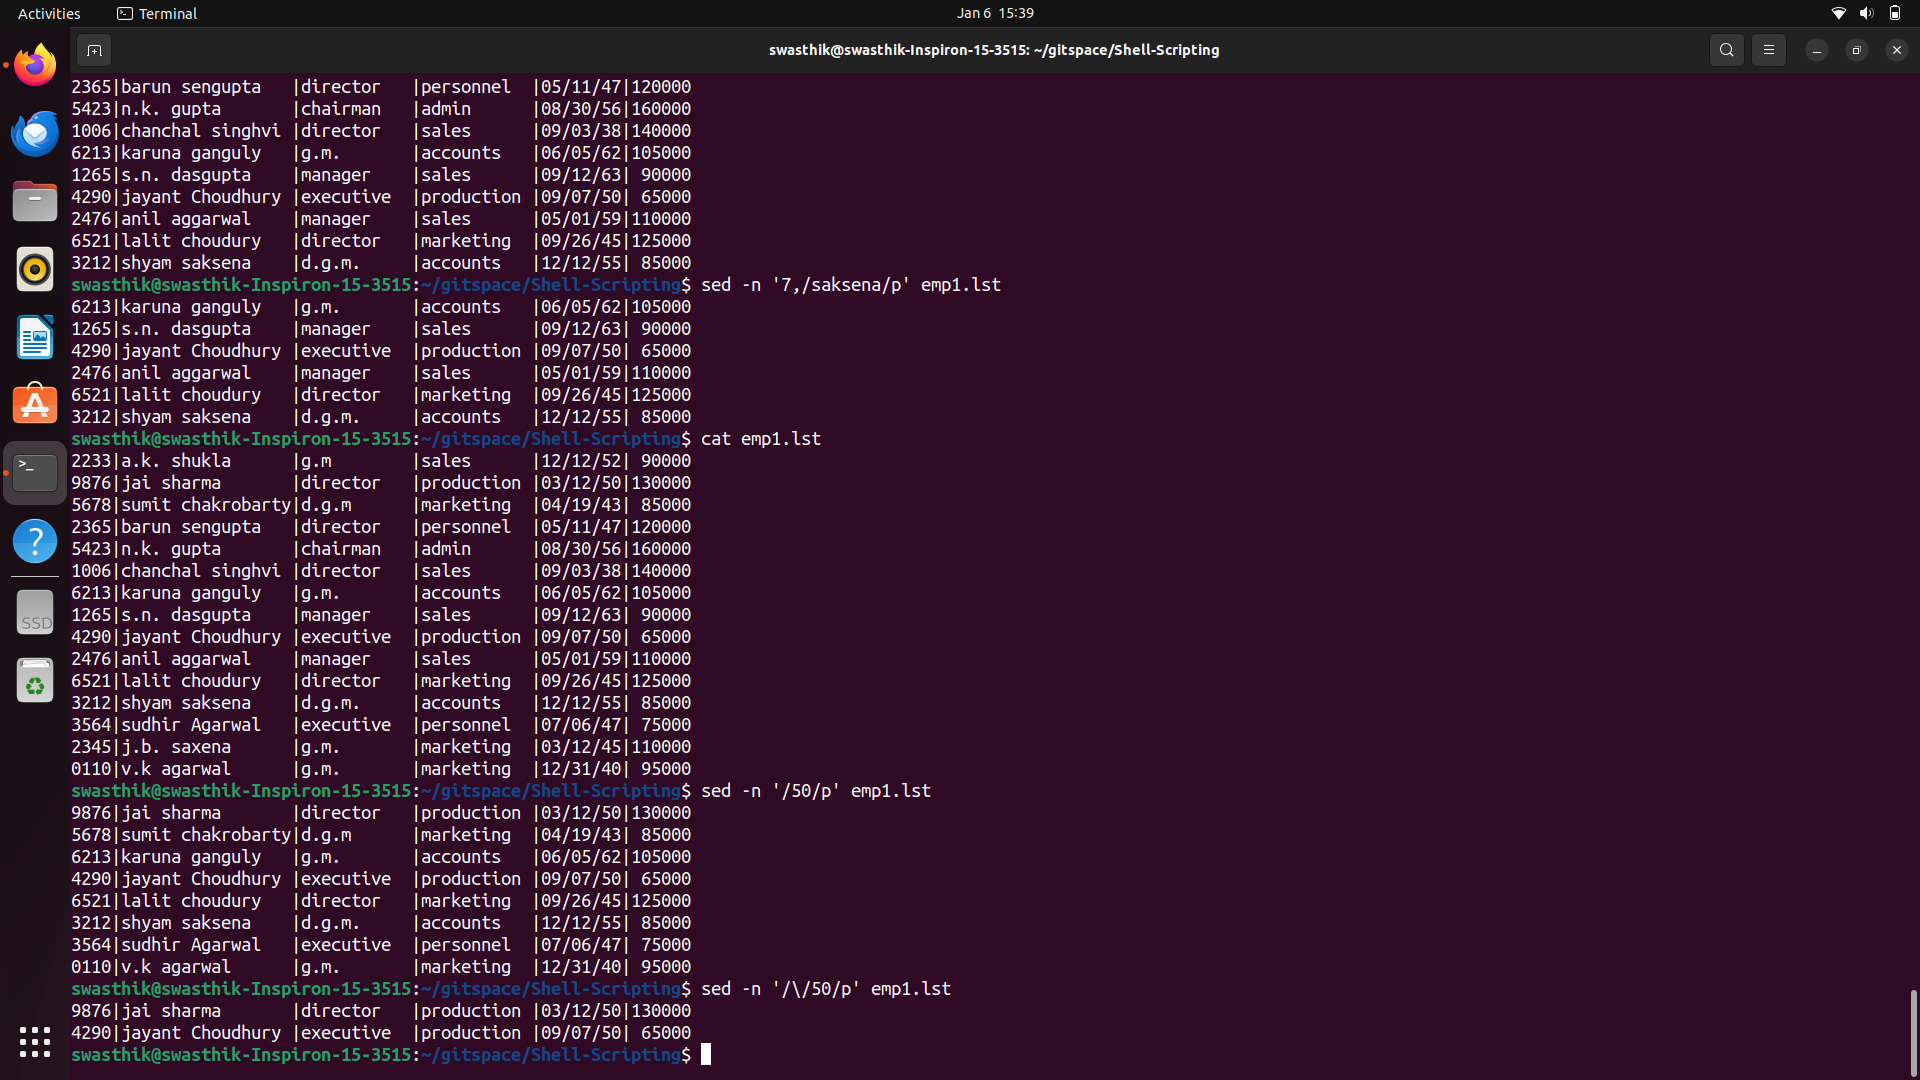 Activities
Terminal
Jan 6 15:39
swasthik@swasthik-Inspiron-15-3515: ~/gitspace/Shell-Scripting
2365|barun sengupta   |director   |personnel  |05/11/47|120000
5423|n.k. gupta       |chairman   |admin      |08/30/56|160000
1006|chanchal singhvi |director   |sales      |09/03/38|140000
6213|karuna ganguly   |g.m.       |accounts   |06/05/62|105000
1265|s.n. dasgupta    |manager    |sales      |09/12/63| 90000
4290|jayant Choudhury |executive  |production |09/07/50| 65000
2476|anil aggarwal    |manager    |sales      |05/01/59|110000
6521|lalit choudury   |director   |marketing  |09/26/45|125000
3212|shyam saksena    |d.g.m.     |accounts   |12/12/55| 85000
swasthik@swasthik-Inspiron-15-3515:~/gitspace/Shell-Scripting$ sed -n '7,/saksena/p' emp1.lst
6213|karuna ganguly   |g.m.       |accounts   |06/05/62|105000
1265|s.n. dasgupta    |manager    |sales      |09/12/63| 90000
4290|jayant Choudhury |executive  |production |09/07/50| 65000
2476|anil aggarwal    |manager    |sales      |05/01/59|110000
6521|lalit choudury   |director   |marketing  |09/26/45|125000
3212|shyam saksena    |d.g.m.     |accounts   |12/12/55| 85000
swasthik@swasthik-Inspiron-15-3515:~/gitspace/Shell-Scripting$ cat emp1.lst
2233|a.k. shukla      |g.m        |sales      |12/12/52| 90000
9876|jai sharma       |director   |production |03/12/50|130000
5678|sumit chakrobarty|d.g.m      |marketing  |04/19/43| 85000
2365|barun sengupta   |director   |personnel  |05/11/47|120000
5423|n.k. gupta       |chairman   |admin      |08/30/56|160000
1006|chanchal singhvi |director   |sales      |09/03/38|140000
6213|karuna ganguly   |g.m.       |accounts   |06/05/62|105000
1265|s.n. dasgupta    |manager    |sales      |09/12/63| 90000
4290|jayant Choudhury |executive  |production |09/07/50| 65000
2476|anil aggarwal    |manager    |sales      |05/01/59|110000
6521|lalit choudury   |director   |marketing  |09/26/45|125000
3212|shyam saksena    |d.g.m.     |accounts   |12/12/55| 85000
3564|sudhir Agarwal   |executive  |personnel  |07/06/47| 75000
2345|j.b. saxena      |g.m.       |marketing  |03/12/45|110000
0110|v.k agarwal      |g.m.       |marketing  |12/31/40| 95000
swasthik@swasthik-Inspiron-15-3515:~/gitspace/Shell-Scripting$ sed -n '/50/p' emp1.lst
9876|jai sharma       |director   |production |03/12/50|130000
5678|sumit chakrobarty|d.g.m      |marketing  |04/19/43| 85000
6213|karuna ganguly   |g.m.       |accounts   |06/05/62|105000
4290|jayant Choudhury |executive  |production |09/07/50| 65000
6521|lalit choudury   |director   |marketing  |09/26/45|125000
3212|shyam saksena    |d.g.m.     |accounts   |12/12/55| 85000
3564|sudhir Agarwal   |executive  |personnel  |07/06/47| 75000
0110|v.k agarwal      |g.m.       |marketing  |12/31/40| 95000
swasthik@swasthik-Inspiron-15-3515:~/gitspace/Shell-Scripting$ sed -n '/\/50/p' emp1.lst
9876|jai sharma       |director   |production |03/12/50|130000
4290|jayant Choudhury |executive  |production |09/07/50| 65000
swasthik@swasthik-Inspiron-15-3515:~/gitspace/Shell-Scripting$
SSD